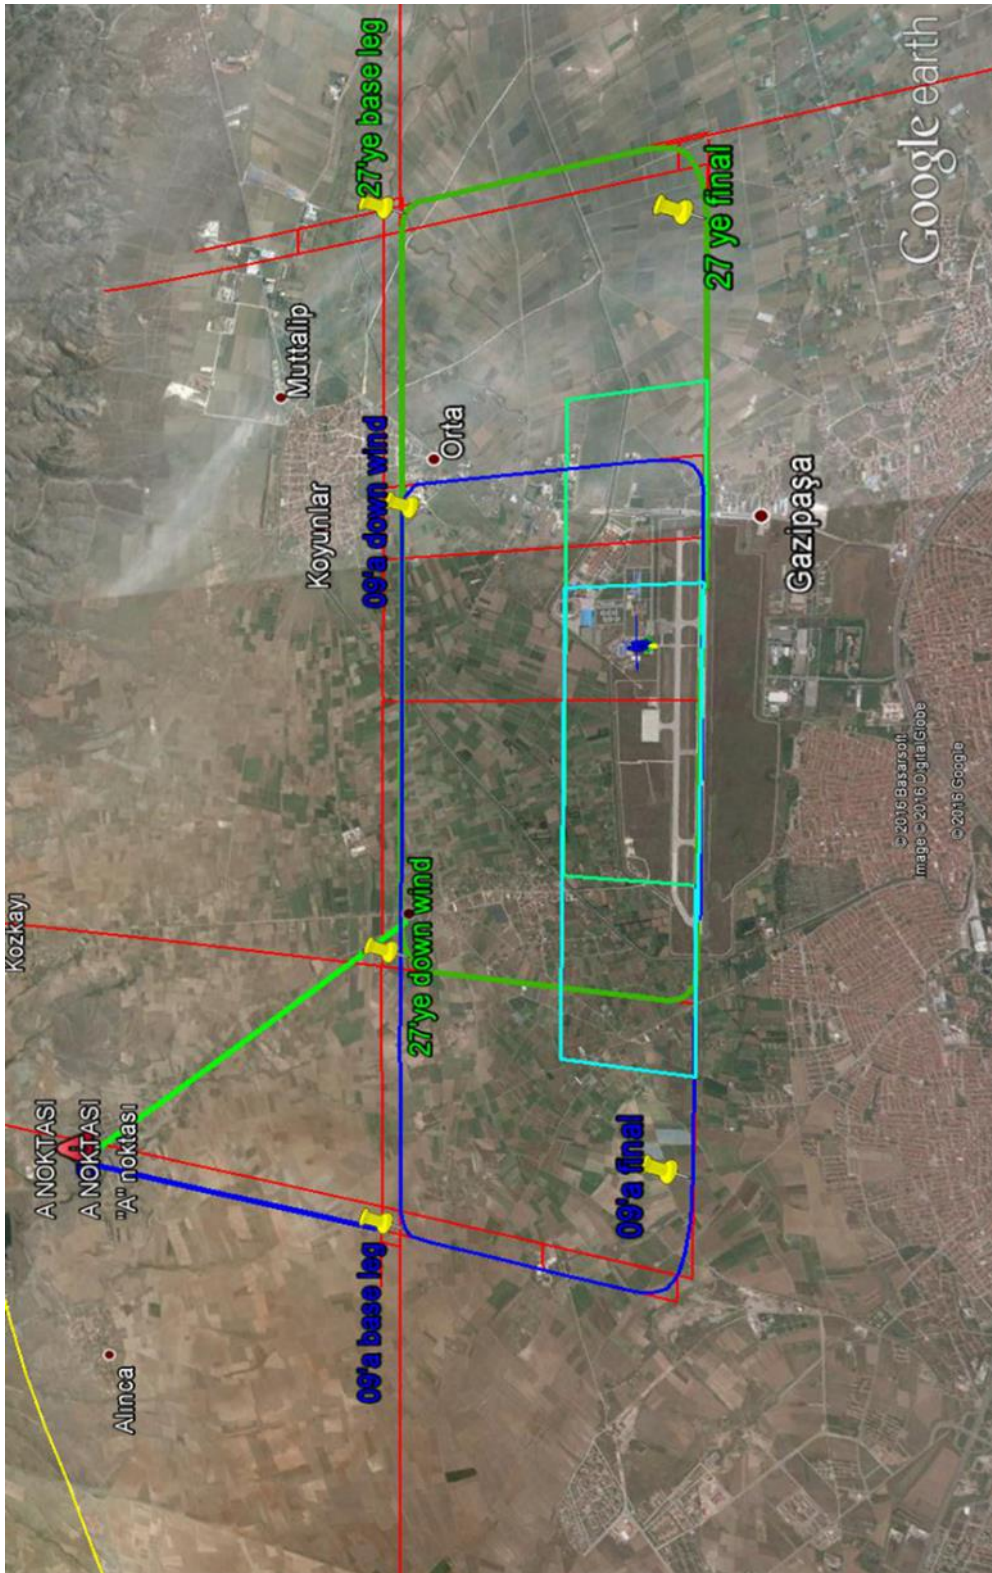 Kozkayı
A NOKTASI
A NOKTASI
"A" noktası
A
Alınca
09'a base leg
27'ye down wind
09'a down wind
27'ye base leg
Koyunlar
Muttalip
Orta
09'a final
27 ye final
Gazipaşa
© 2016 Basarsoft
Image © 2016 DigitalGlobe
© 2016 Google
Google earth